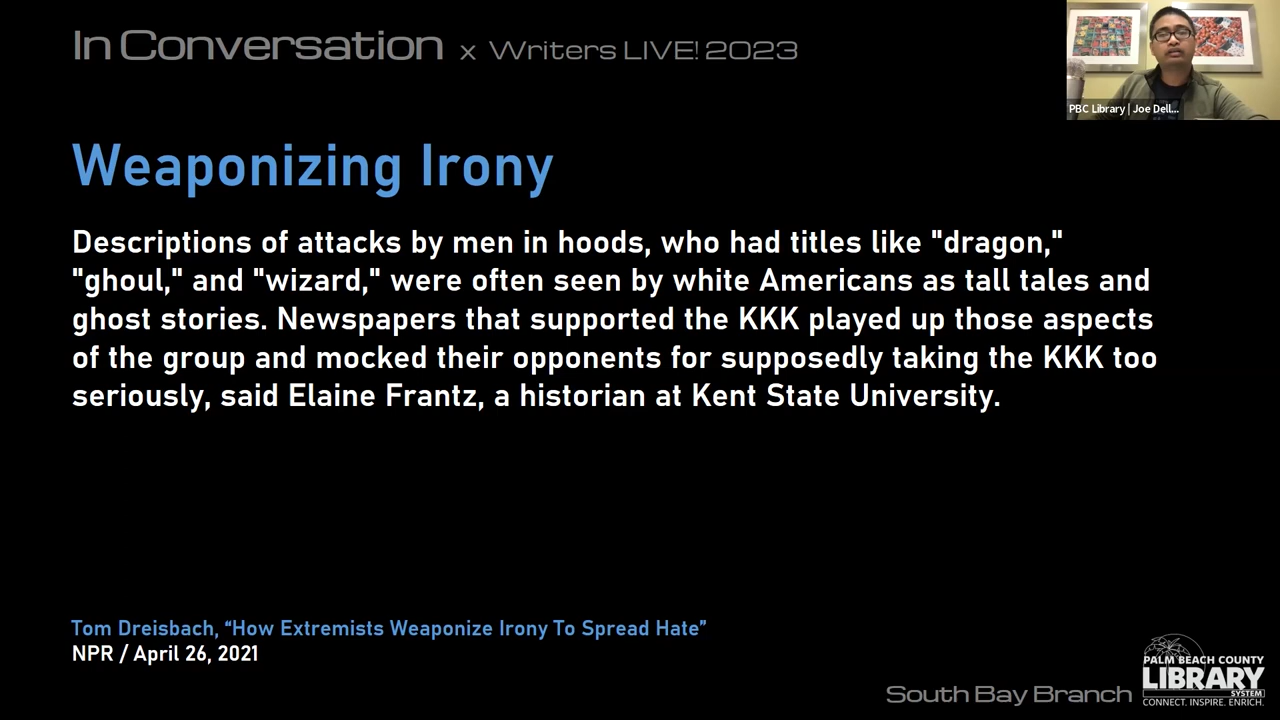 In Conversation x Writers LIVE! 2023
PBC Library | Joe Dell...
Weaponizing Irony
Descriptions of attacks by men in hoods, who had titles like "dragon,"
"ghoul," and "wizard," were often seen by white Americans as tall tales and
ghost stories. Newspapers that supported the KKK played up those aspects
of the group and mocked their opponents for supposedly taking the KKK too
seriously, said Elaine Frantz, a historian at Kent State University.
Tom Dreisbach, “How Extremists Weaponize Irony To Spread Hate”
NPR / April 26, 2021
South Bay Branch
PALM BEACH COUNTY
LIBRARY
SYSTEM
CONNECT. INSPIRE. ENRICH.